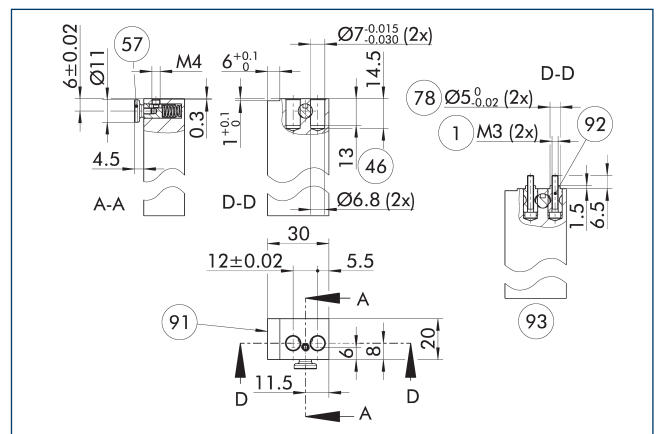 6±0.02
Ø11
57
M4
0.3
4.5
A-A
6 +0.1 0
1 +0.1 0
Ø7 -0.015 -0.030 (2x)
14.5
13
46
Ø6.8 (2x)
D-D
D-D
78 Ø5 0 -0.02 (2x)
1 M3 (2x)
92
1.5
6.5
93
30
12±0.02
5.5
A
91
6
8
20
D
D
11.5
A